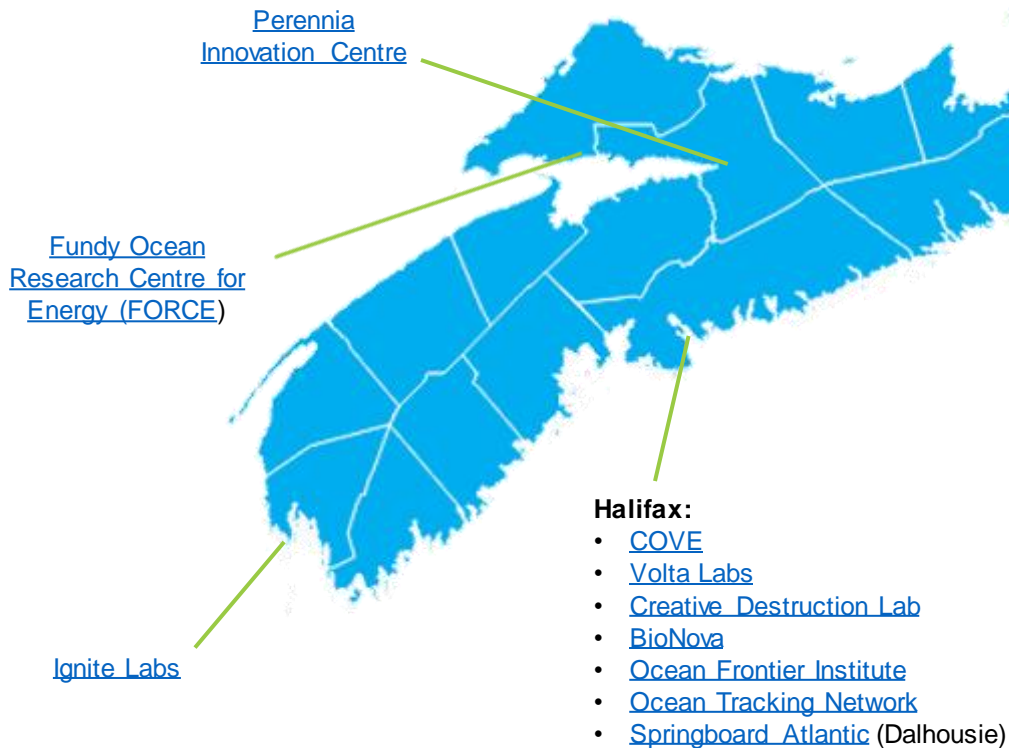 Perennia
Innovation Centre
Fundy Ocean
Research Centre for
Energy (FORCE)
Ignite Labs
Halifax:
• COVE
• Volta Labs
• Creative Destruction Lab
• BioNova
• Ocean Frontier Institute
• Ocean Tracking Network
• Springboard Atlantic (Dalhousie)